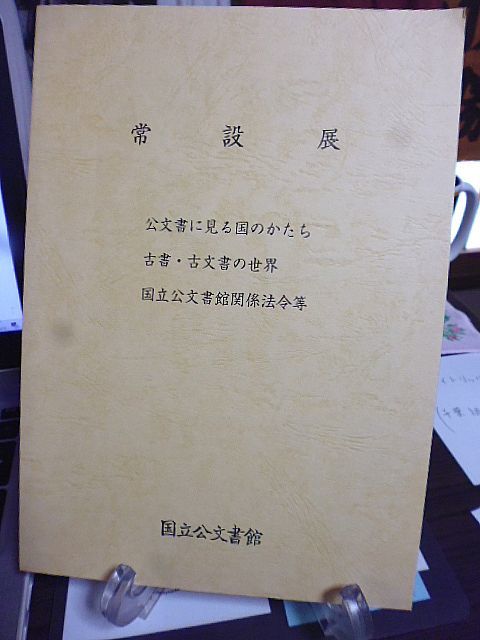 常設展
公文書に見る国のかたち
古書・古文書の世界
国立公文書館関係法令等
国立公文書館